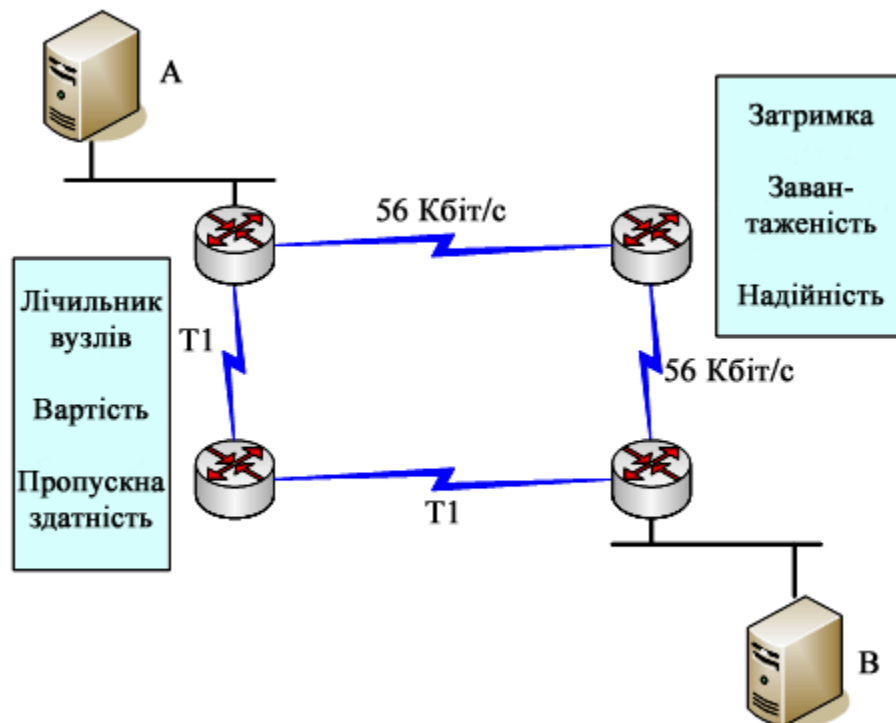 A
Затримка
Заван-
таженість
Надійність
56 Кбіт/с
Лічильник
вузлів
Вартість
Пропускна
здатність
T1
56 Кбіт/с
T1
B